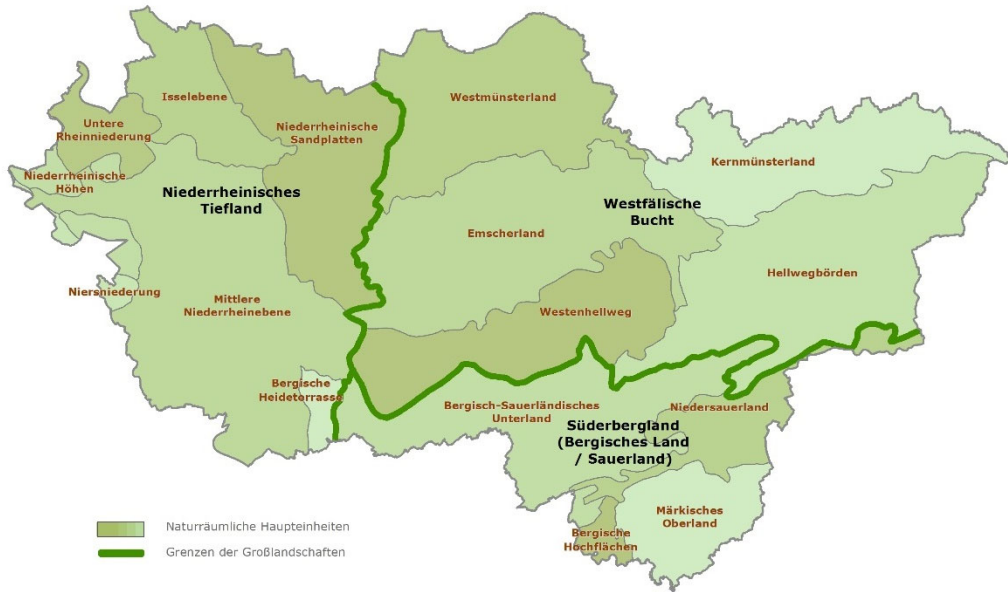 Isselebene
Westmünsterland
Untere
Rheinniederung
Niederrheinische
Sandplatten
Kernmünsterland
Niederrheinische
Höhen
Niederrheinisches
Tiefland
Westfälische
Bucht
Emscherland
Hellwegbörden
Niersniederung
Mittlere
Niederrheinebene
Westenhellweg
Bergische
Heideterrasse
Bergisch-Sauerländisches
Unterland
Niedersauerland
Süderbergland
(Bergisches Land
/ Sauerland)
Märkisches
Oberland
Bergische
Hochflächen
Naturräumliche Haupteinheiten
Grenzen der Großlandschaften